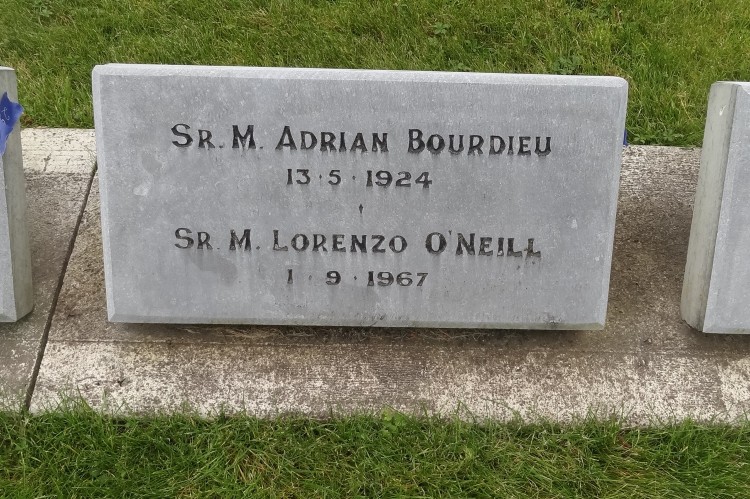 Sr. M. Adrian Bourdieu
13·5·1924
Sr. M. Lorenzo O'Neill
1 9·1967